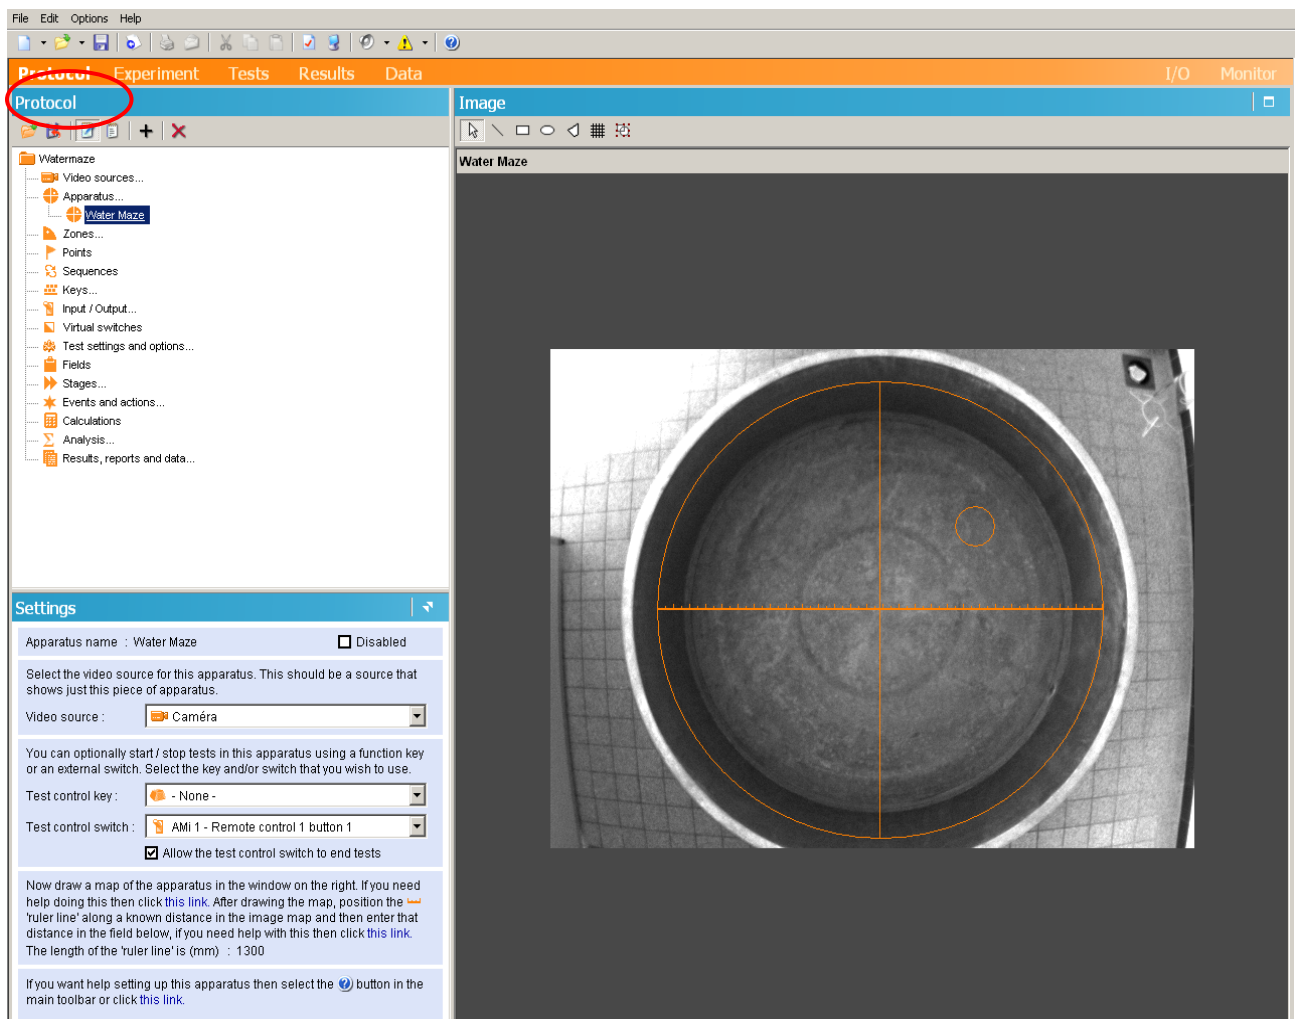 File Edit Options Help
Protocol Experiment Tests Results Data I/O Monitor
Protocol
Image
Water Maze
Watermaze
Video sources...
Apparatus...
Water Maze
Zones...
Points
Sequences
Keys...
Input / Output...
Virtual switches
Test settings and options...
Fields
Stages...
Events and actions...
Calculations
Analysis...
Results, reports and data...
Settings
Apparatus name : Water Maze Disabled
Select the video source for this apparatus. This should be a source that
shows just this piece of apparatus.
Video source : Caméra
You can optionally start / stop tests in this apparatus using a function key
or an external switch. Select the key and/or switch that you wish to use.
Test control key : - None -
Test control switch : AMi 1 - Remote control 1 button 1
Allow the test control switch to end tests
Now draw a map of the apparatus in the window on the right. If you need
help doing this then click this link. After drawing the map, position the
'ruler line' along a known distance in the image map and then enter that
distance in the field below, if you need help with this then click this link.
The length of the 'ruler line' is (mm) : 1300
If you want help setting up this apparatus then select the button in the
main toolbar or click this link.